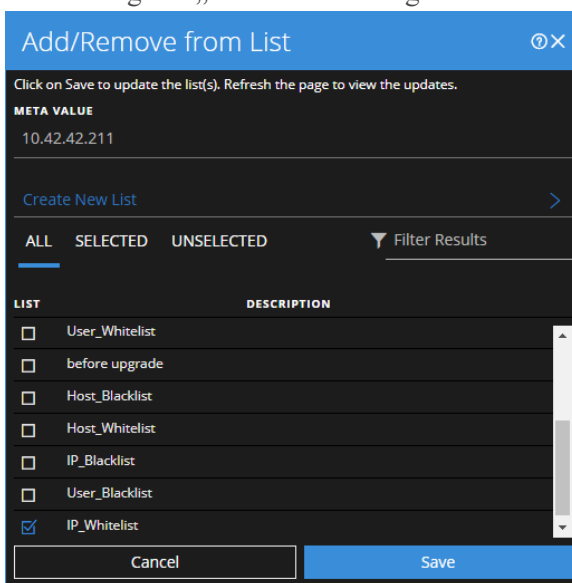 Add/Remove from List
Click on Save to update the list(s). Refresh the page to view the updates.
META VALUE
10.42.42.211
Create New List
ALL SELECTED UNSELECTED Filter Results
LIST DESCRIPTION
User_Whitelist
before upgrade
Host_Blacklist
Host_Whitelist
IP_Blacklist
User_Blacklist
IP_Whitelist
Cancel Save